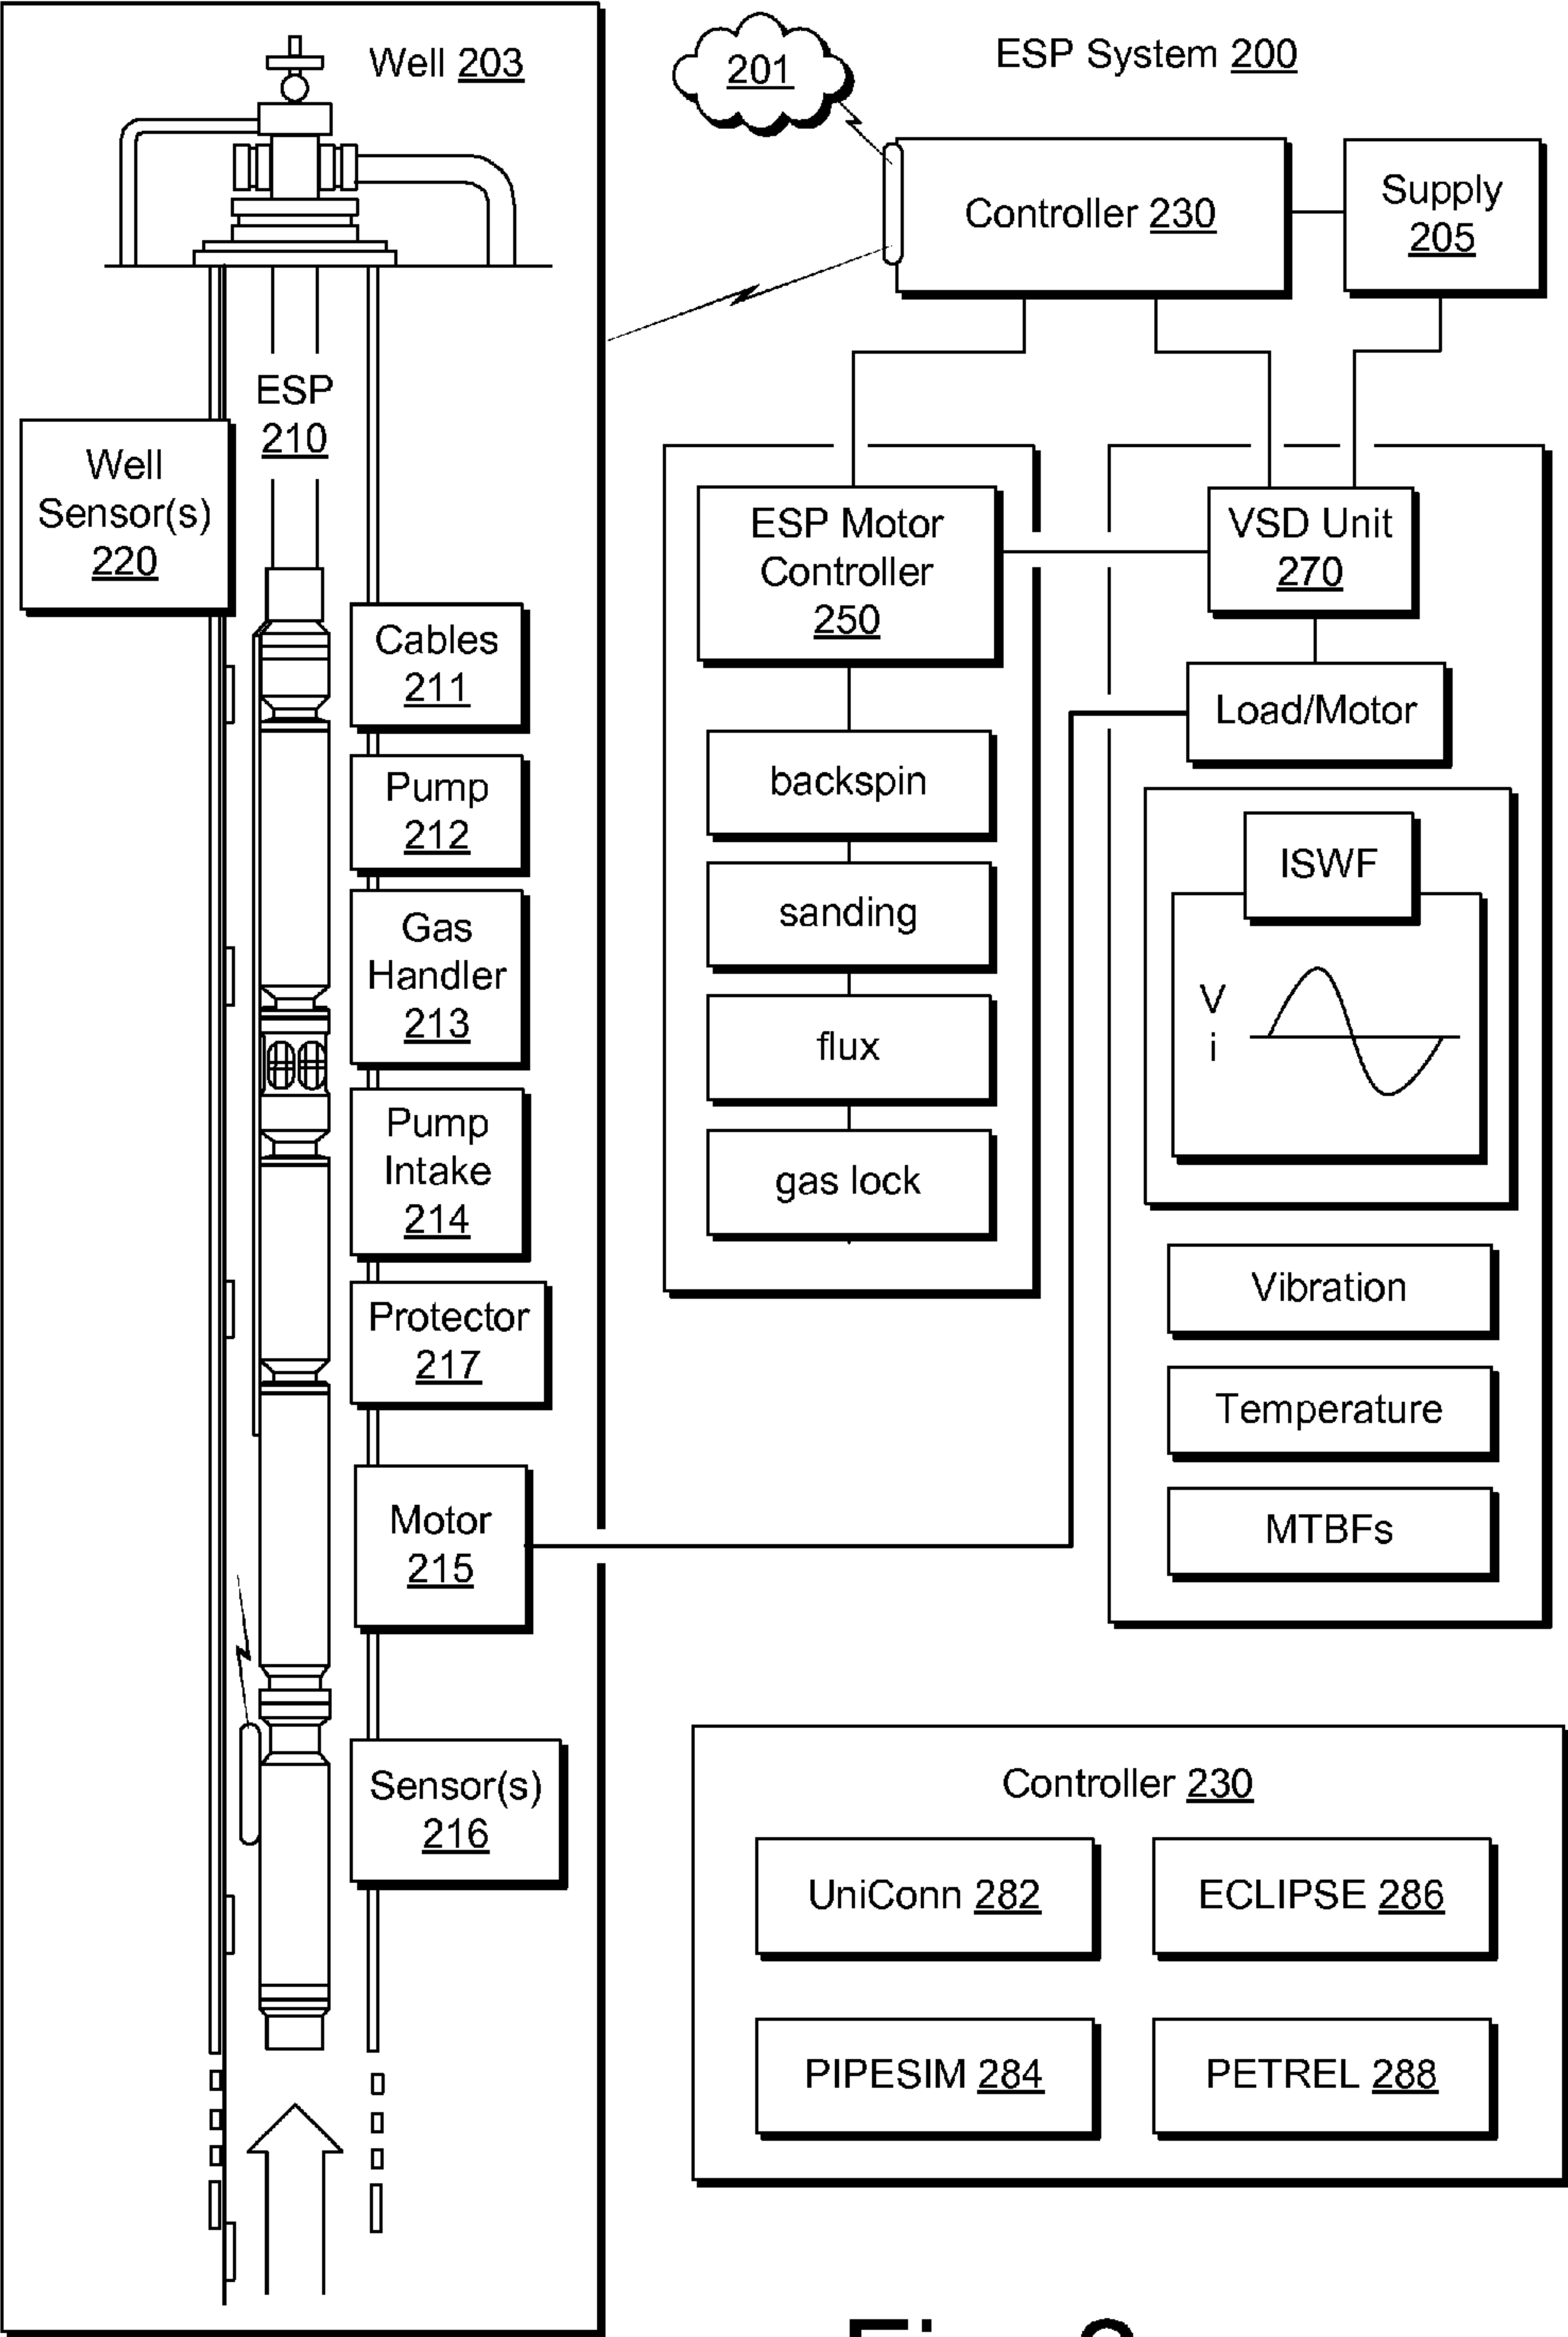 Well 203
201
ESP System 200
Controller 230
Supply
205
ESP
210
Well
Sensor(s)
220
Cables
211
Pump
212
Gas
Handler
213
Pump
Intake
214
Protector
217
Motor
215
Sensor(s)
216
ESP Motor
Controller
250
backspin
sanding
flux
gas lock
VSD Unit
270
Load/Motor
ISWF
V
i
Vibration
Temperature
MTBFs
Controller 230
UniConn 282
ECLIPSE 286
PIPESIM 284
PETREL 288